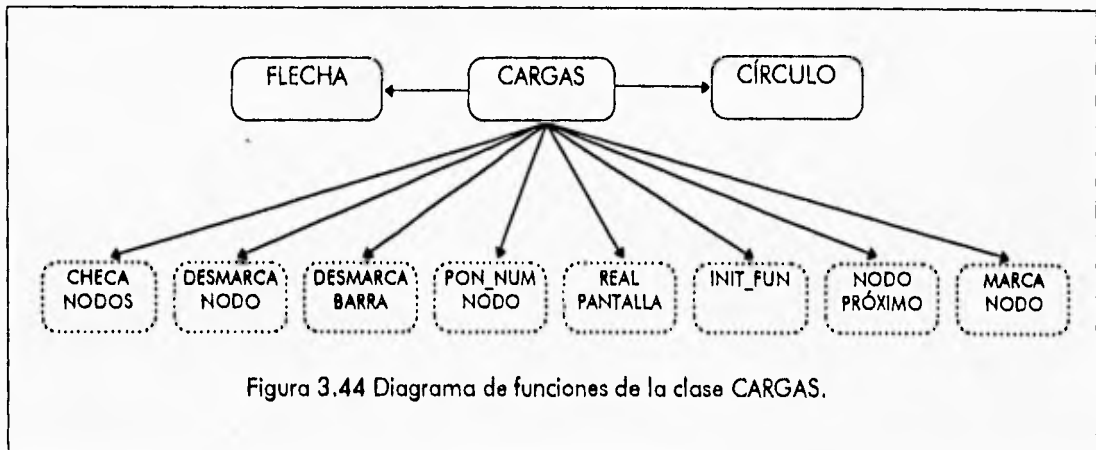 FLECHA
CARGAS
CÍRCULO
CHECA
NODOS
DESMARCA
NODO
DESMARCA
BARRA
PON_NUM
NODO
REAL
PANTALLA
INIT_FUN
NODO
PRÓXIMO
MARCA
NODO
Figura 3.44 Diagrama de funciones de la clase CARGAS.